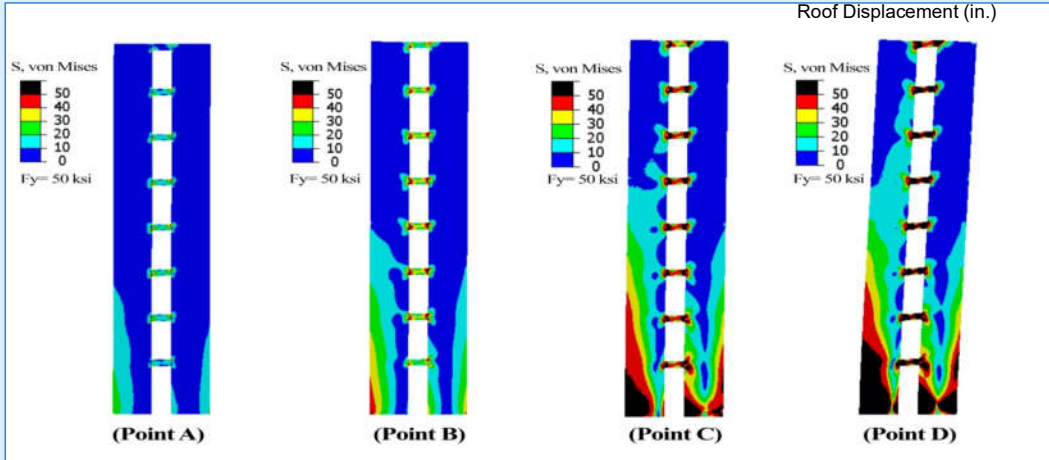 Roof Displacement (in.)
S, von Mises
50
40
30
20
10
0
Fy= 50 ksi
(Point A)
S, von Mises
50
40
30
20
10
0
Fy= 50 ksi
(Point B)
S, von Mises
50
40
30
20
10
0
Fy= 50 ksi
(Point C)
S, von Mises
50
40
30
20
10
0
Fy= 50 ksi
(Point D)